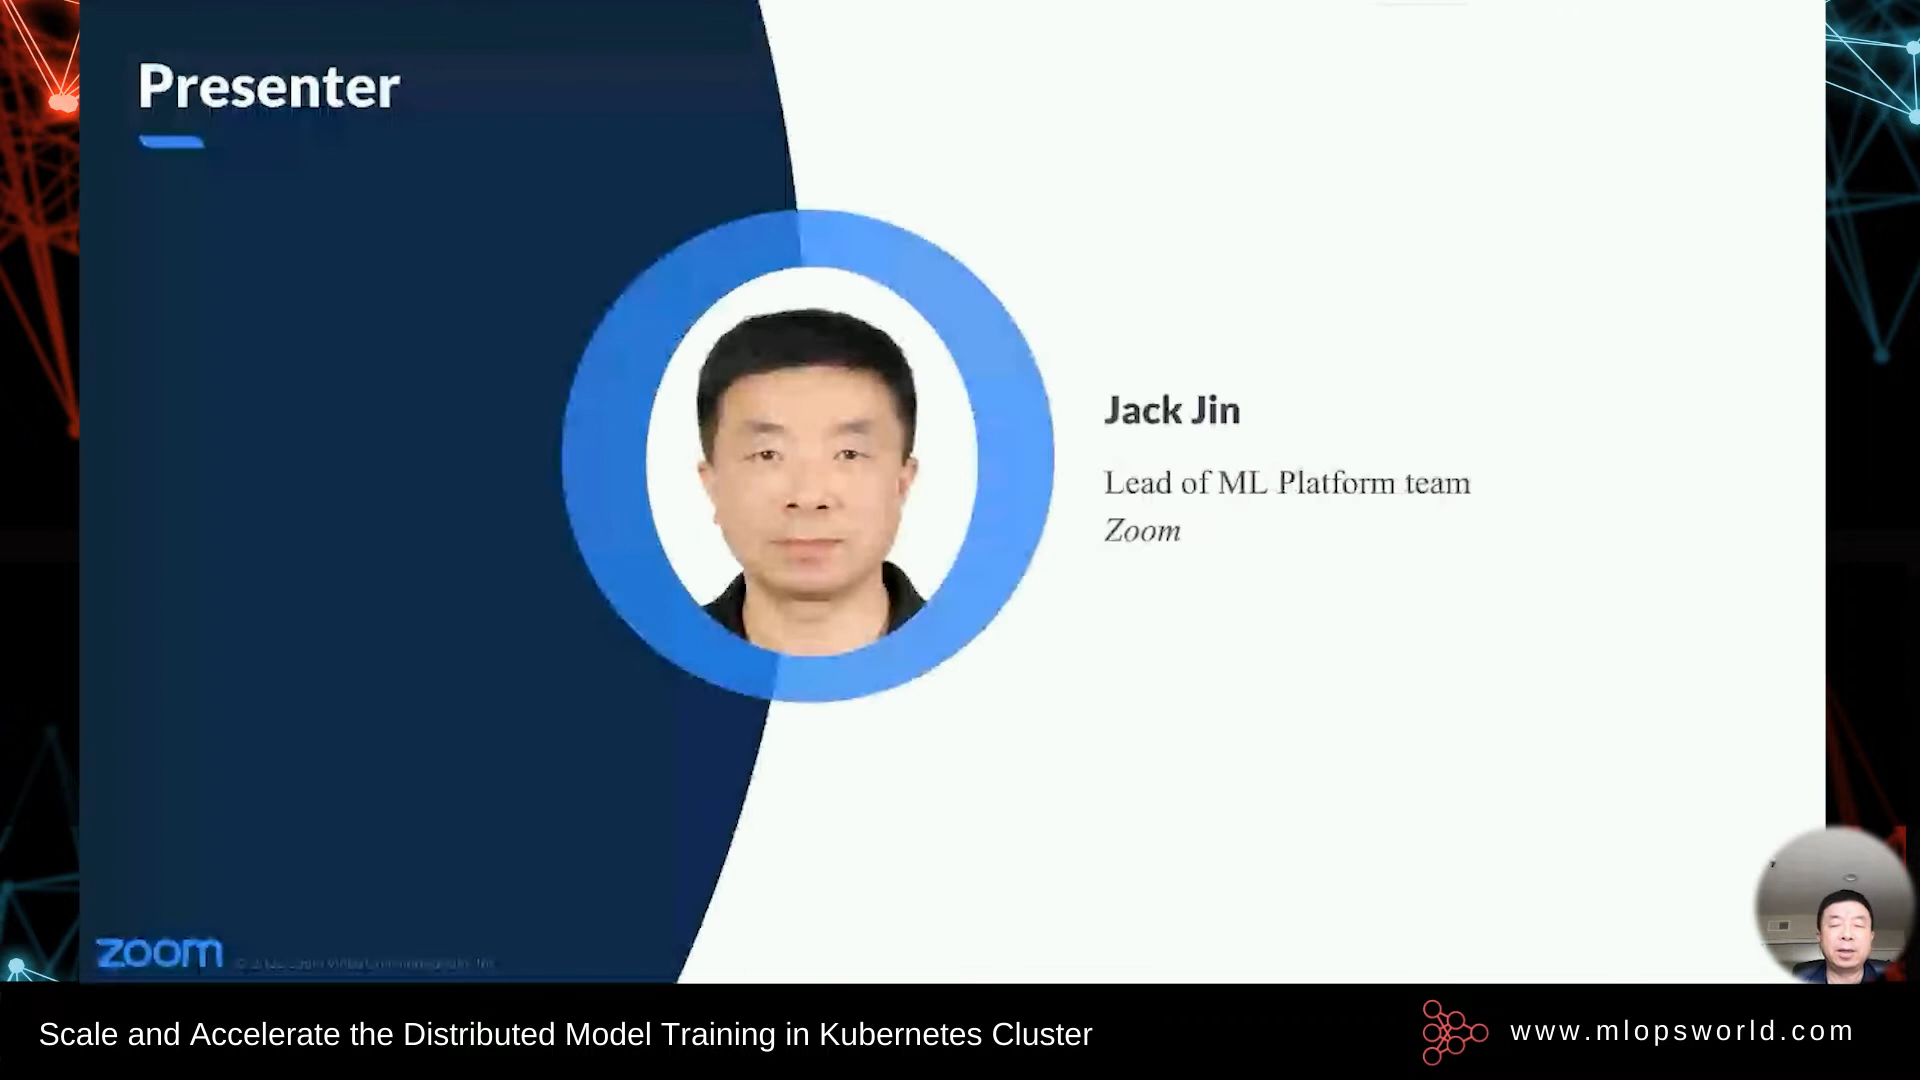 Presenter
Jack Jin
Lead of ML Platform team
Zoom
zoom
Scale and Accelerate the Distributed Model Training in Kubernetes Cluster
www.mlopsworld.com